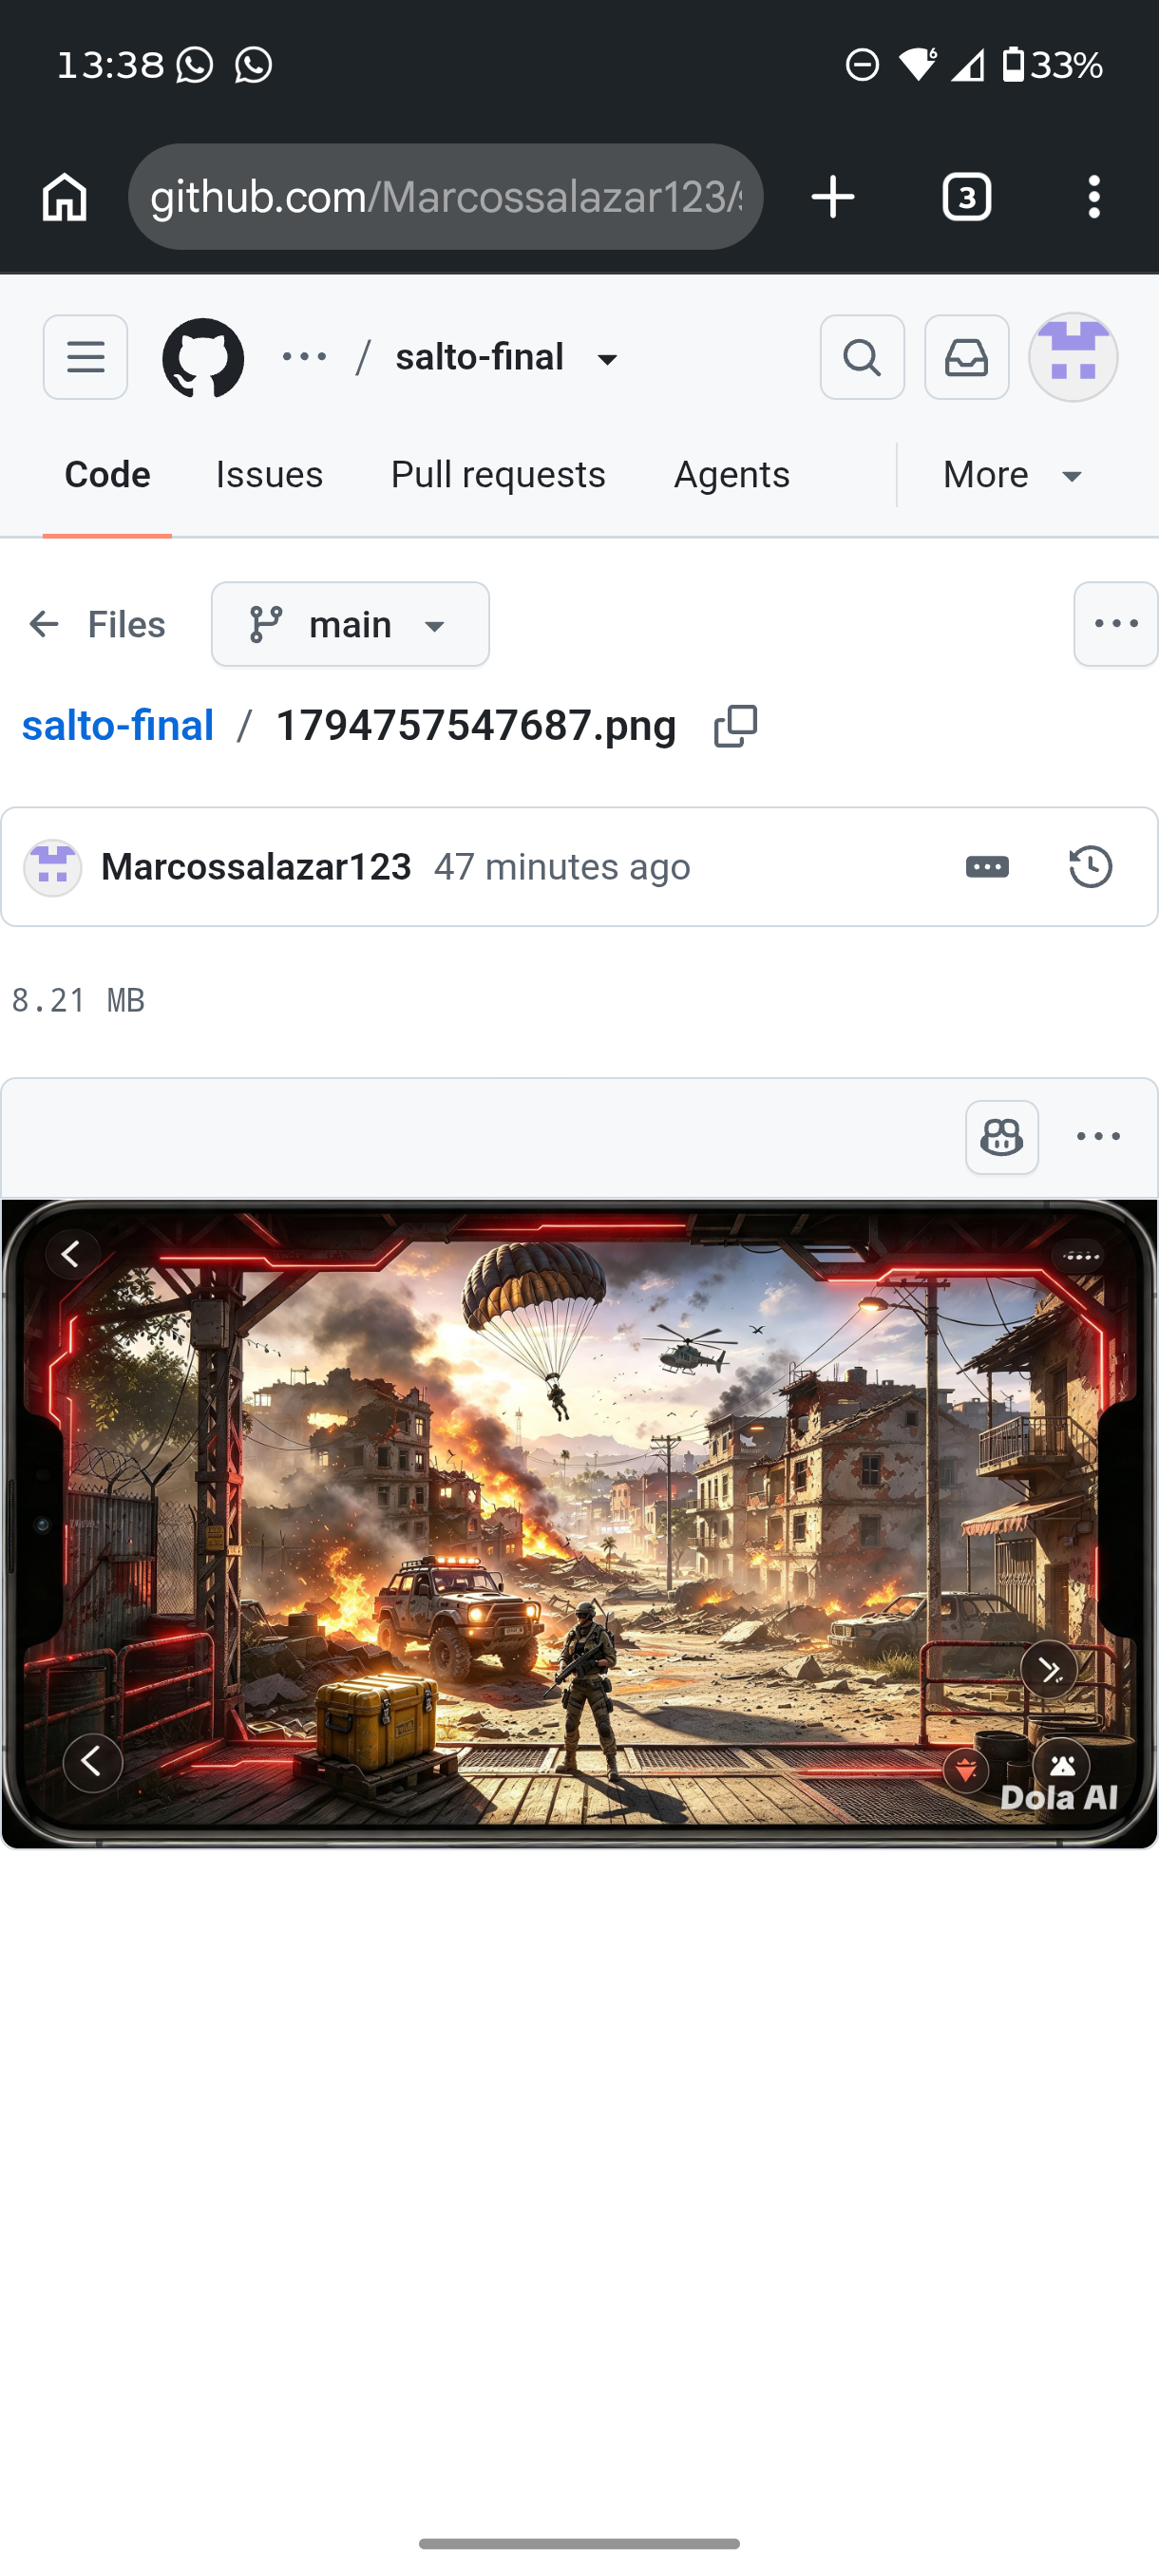 13:38
6
33%
github.com/Marcossalazar123/
3
/ salto-final
Code Issues Pull requests Agents More
Files main
salto-final / 1794757547687.png
Marcossalazar123 47 minutes ago
8.21 MB
Dola AI